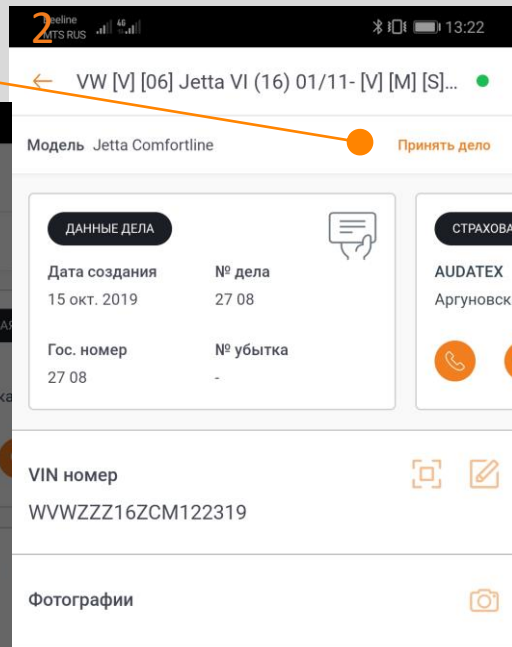 2
Beeline
MTS RUS
46
13:22
← VW [V] [06] Jetta VI (16) 01/11- [V] [M] [S]...
Модель Jetta Comfortline
Принять дело
ДАННЫЕ ДЕЛА
Дата создания
№ дела
15 окт. 2019
27 08
Гос. номер
№ убытка
27 08
-
СТРАХОВА
AUDATEX
Аргуновск
VIN номер
WVWZZZ16ZCM122319
Фотографии